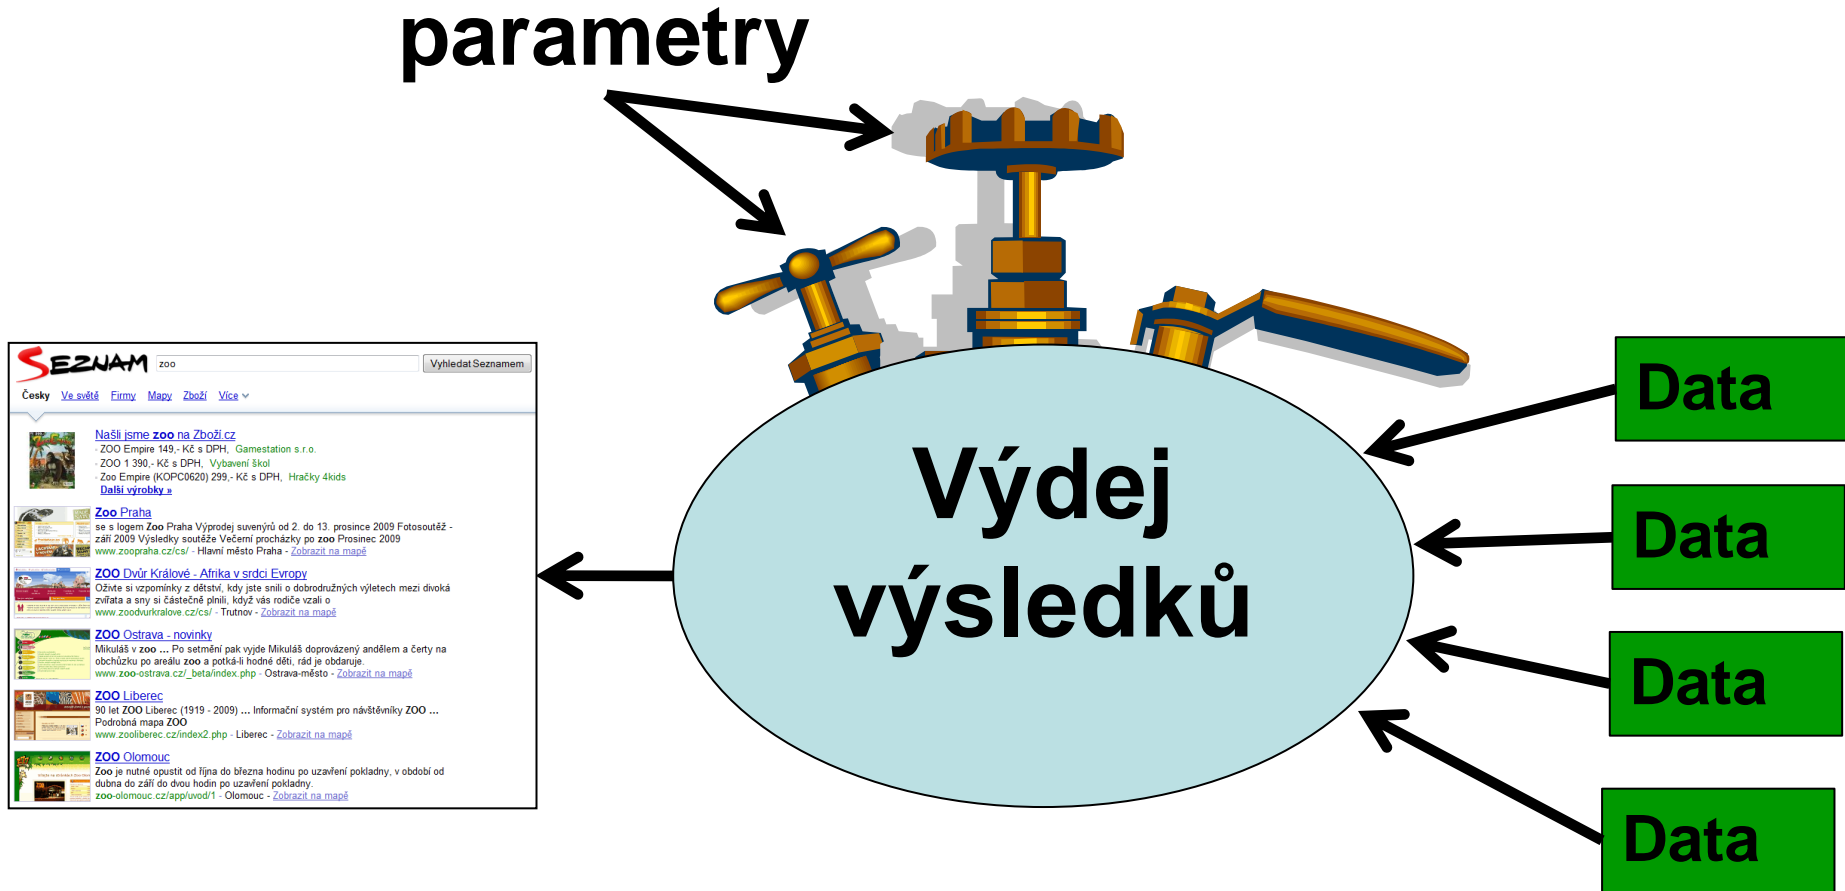 parametry
SEZNAM
zoo
Vyhledat Seznamem
Česky Ve světě Firmy Mapy Zboží Více
Našli jsme zoo na Zboží.cz
- ZOO Empire 149,- Kč s DPH, Gamestation s.r.o.
- ZOO 1 390,- Kč s DPH, Vybavení škol
- Zoo Empire (KOPC0620) 299,- Kč s DPH, Hračky 4kids
Další výrobky »
Zoo Praha
se s logem Zoo Praha Výprodej suvenýrů od 2. do 13. prosince 2009 Fotosoutěž -
září 2009 Výsledky soutěže Večerní procházky po zoo Prosinec 2009
www.zoopraha.cz/cs/ - Hlavní město Praha - Zobrazit na mapě
ZOO Dvůr Králové - Afrika v srdci Evropy
Oživte si vzpomínky z dětství, kdy jste snili o dobrodružných výletech mezi divoká
zvířata a sny si částečně plnili, když vás rodiče vzali o
www.zoodvurkralove.cz/cs/ - Trutnov - Zobrazit na mapě
ZOO Ostrava - novinky
Mikuláš v zoo ... Po setmění pak vyjde Mikuláš doprovázený andělem a čerty na
obchůzku po areálu zoo a potká-li hodné děti, rád je obdaruje.
www.zoo-ostrava.cz/_beta/index.php - Ostrava-město - Zobrazit na mapě
ZOO Liberec
90 let ZOO Liberec (1919 - 2009) ... Informační systém pro návštěvníky ZOO ...
Podrobná mapa ZOO
www.zooliberec.cz/index2.php - Liberec - Zobrazit na mapě
ZOO Olomouc
Zoo je nutné opustit od října do března hodinu po uzavření pokladny, v období od
dubna do září do dvou hodin po uzavření pokladny.
zoo-olomouc.cz/app/uvod/1 - Olomouc - Zobrazit na mapě
Výdej
výsledků
Data
Data
Data
Data